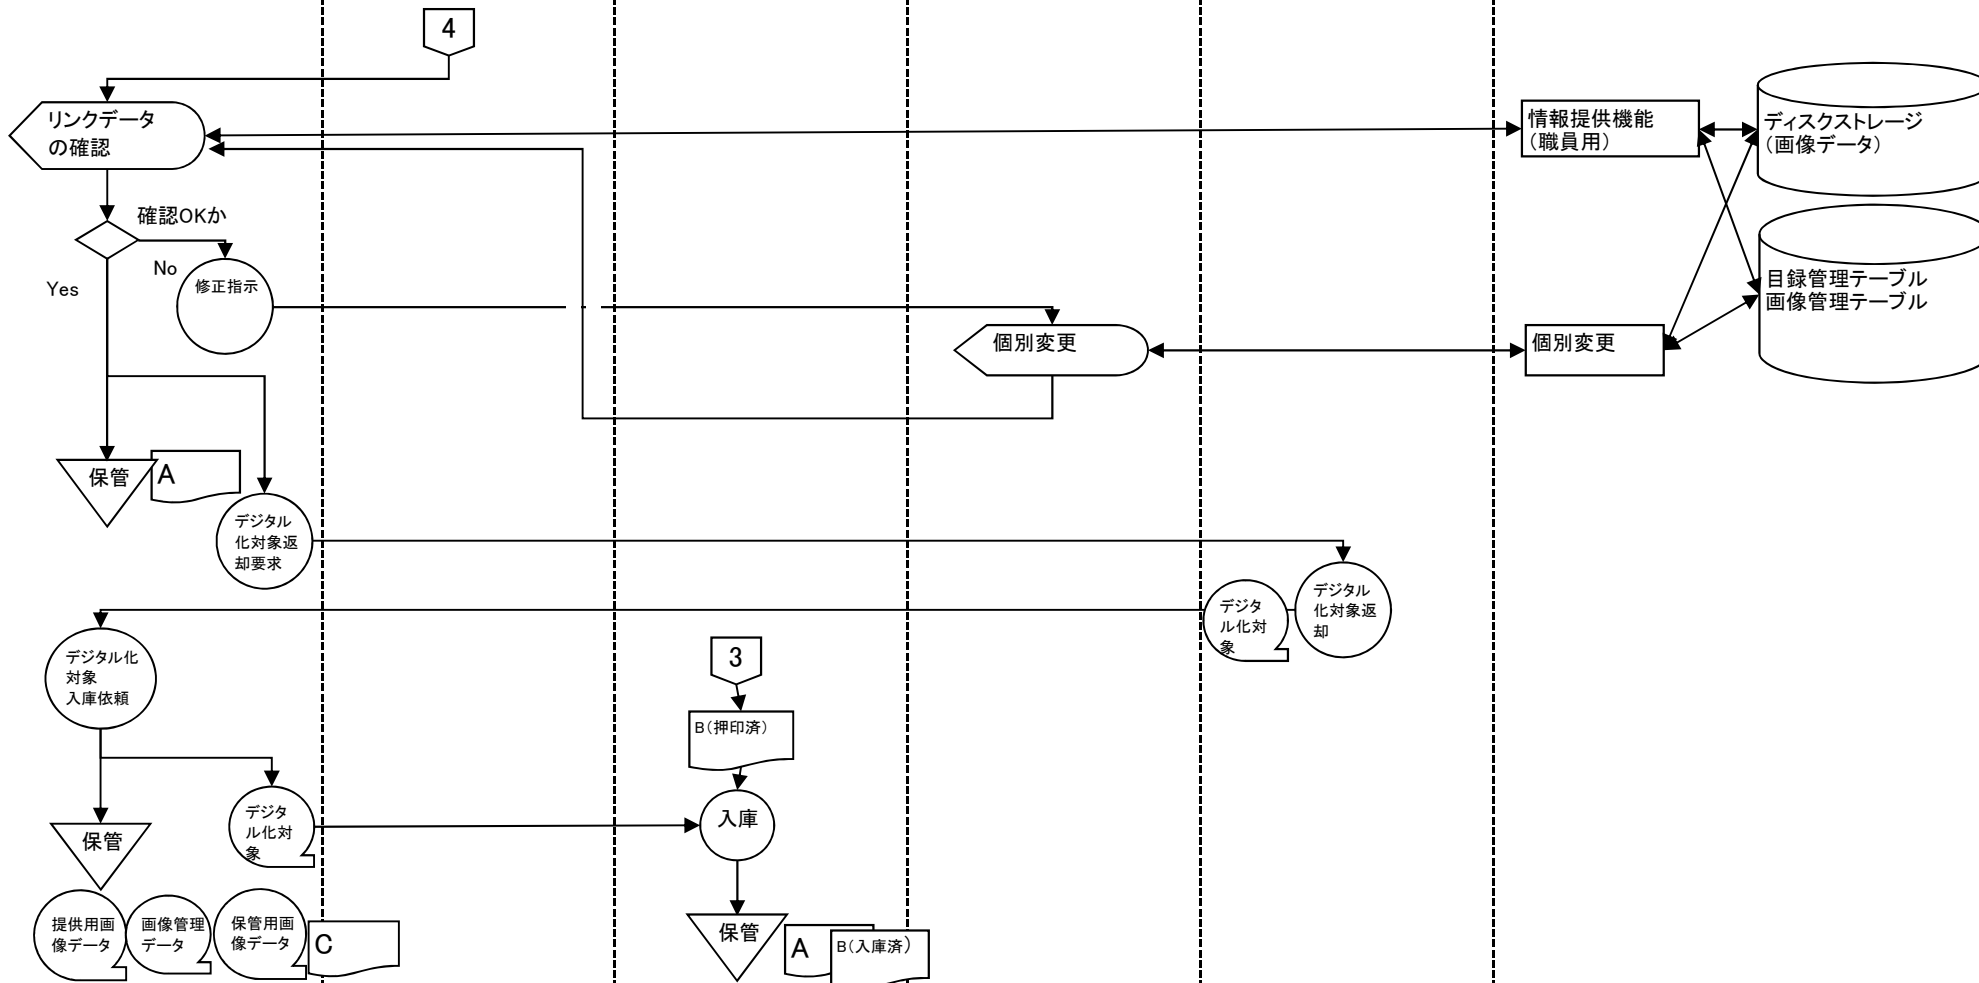 4
リンクデータ
の確認
情報提供機能
（職員用）
ディスクストレージ
（画像データ）
確認OKか
No
Yes
修正指示
目録管理テーブル
画像管理テーブル
個別変更
個別変更
保管
A
デジタル
化対象返
却要求
デジタ
ル化対
象
デジタル
化対象返
却
デジタル化
対象
入庫依頼
3
B（押印済）
デジタ
ル化対
象
入庫
保管
提供用画
像データ
画像管理
データ
保管用画
像データ
C
保管
A
B（入庫済）